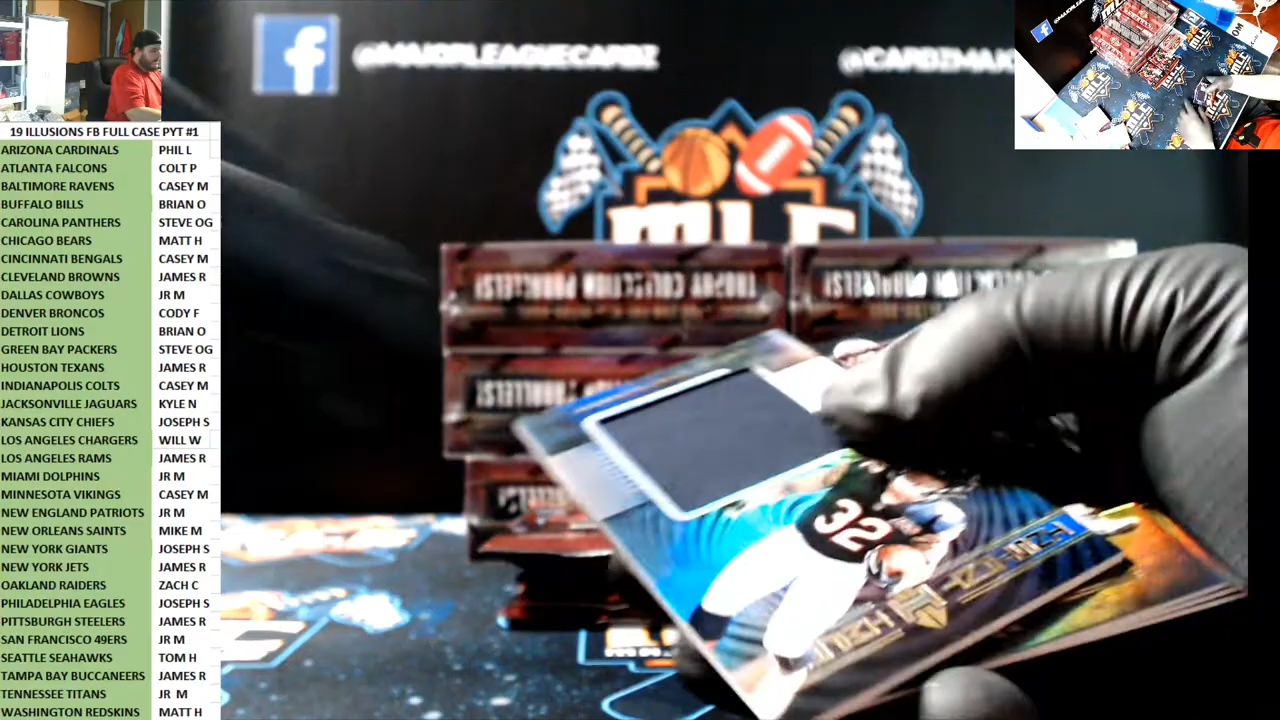 @MAJORLEAGUECARDZ
@CARDZMAJ
19 ILLUSIONS FB FULL CASE PYT #1
ARIZONA CARDINALS PHIL L
ATLANTA FALCONS COLT P
BALTIMORE RAVENS CASEY M
BUFFALO BILLS BRIAN O
CAROLINA PANTHERS STEVE OG
CHICAGO BEARS MATT H
CINCINNATI BENGALS CASEY M
CLEVELAND BROWNS JAMES R
DALLAS COWBOYS JR M
DENVER BRONCOS CODY F
DETROIT LIONS BRIAN O
GREEN BAY PACKERS STEVE OG
HOUSTON TEXANS JAMES R
INDIANAPOLIS COLTS CASEY M
JACKSONVILLE JAGUARS KYLE N
KANSAS CITY CHIEFS JOSEPH S
LOS ANGELES CHARGERS WILL W
LOS ANGELES RAMS JAMES R
MIAMI DOLPHINS JR M
MINNESOTA VIKINGS CASEY M
NEW ENGLAND PATRIOTS JR M
NEW ORLEANS SAINTS MIKE M
NEW YORK GIANTS JOSEPH S
NEW YORK JETS JAMES R
OAKLAND RAIDERS ZACH C
PHILADELPHIA EAGLES JOSEPH S
PITTSBURGH STEELERS JAMES R
SAN FRANCISCO 49ERS JR M
SEATTLE SEAHAWKS TOM H
TAMPA BAY BUCCANEERS JAMES R
TENNESSEE TITANS JR M
WASHINGTON REDSKINS MATT H
MLC
TROPHY COLLECTION PARALLELS!
32